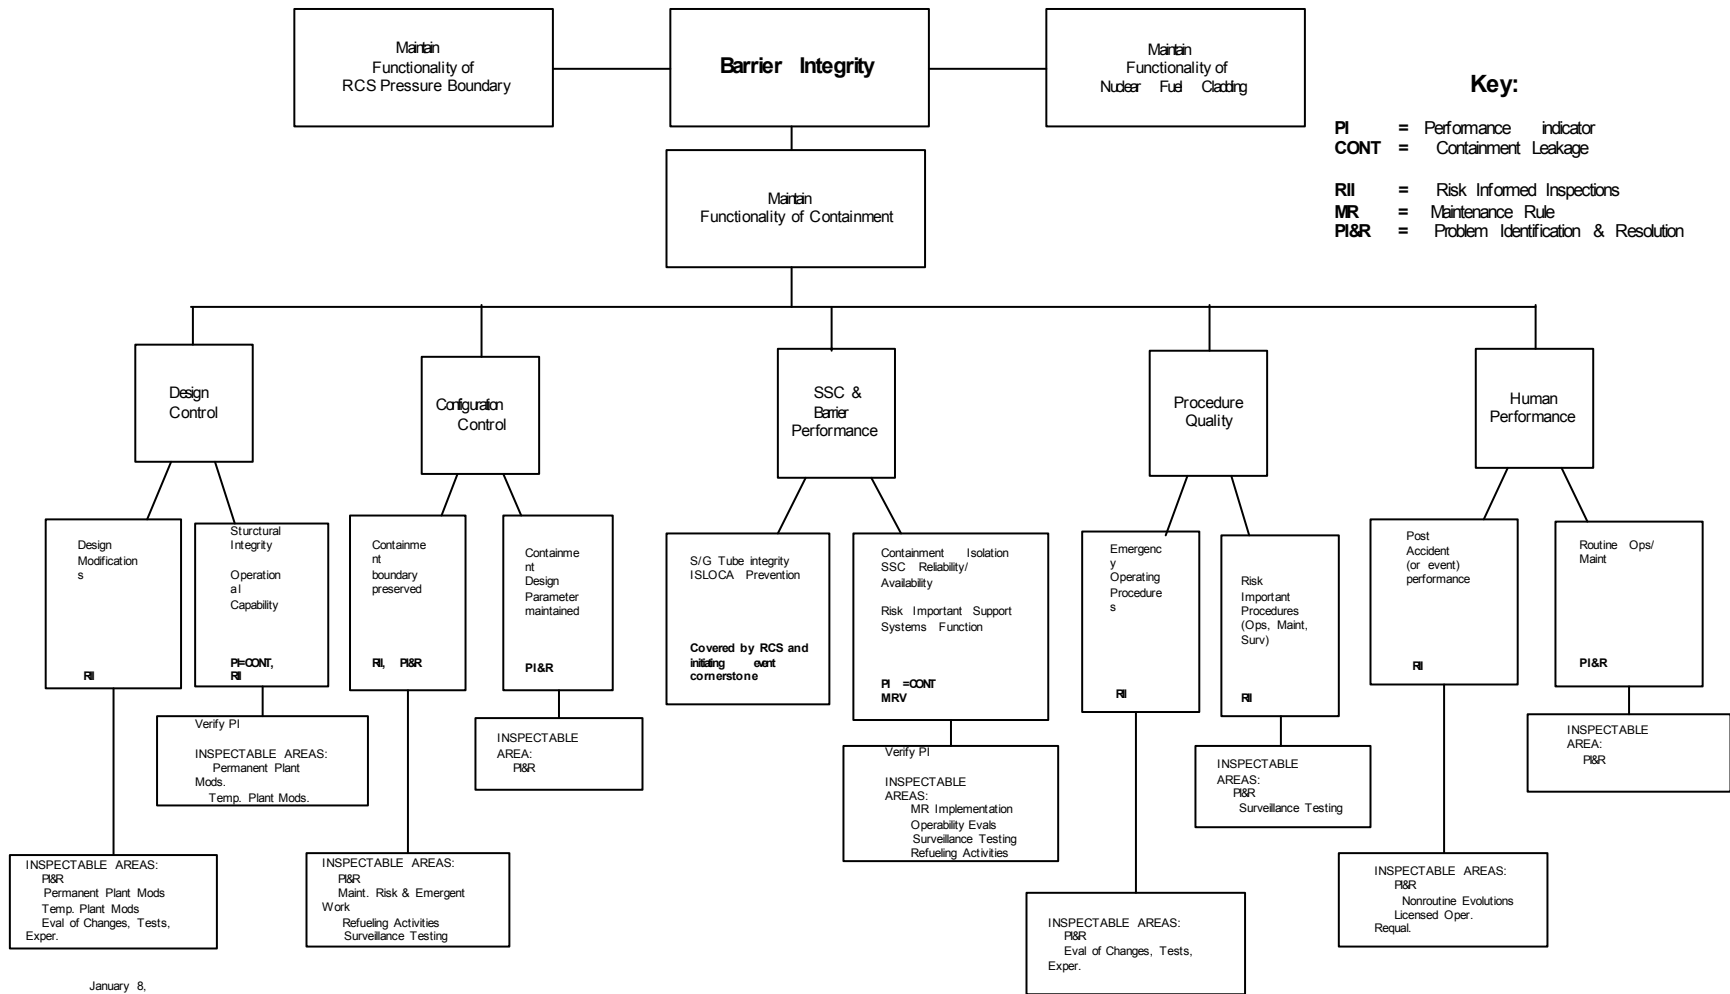 Maintain
Functionality of
RCS Pressure Boundary
Barrier Integrity
Maintain
Functionality of
Nuclear Fuel Cladding
Key:
PI = Performance indicator
CONT = Containment Leakage
RII = Risk Informed Inspections
MR = Maintenance Rule
PI&R = Problem Identification & Resolution
Maintain
Functionality of Containment
Design
Control
Configuration
Control
SSC &
Barrier
Performance
Procedure
Quality
Human
Performance
Design
Modification
s
RII
Sturctural
Integrity
Operation
al
Capability
PI=CONT,
RII
Containme
nt
boundary
preserved
RII, PI&R
Containme
nt
Design
Parameter
maintained
PI&R
S/G Tube integrity
ISLOCA Prevention
Covered by RCS and
initiating event
cornerstone
Containment Isolation
SSC Reliability/
Availability
Risk Important Support
Systems Function
PI =CONT
MRV
Emergenc
y
Operating
Procedure
s
RII
Risk
Important
Procedures
(Ops, Maint,
Surv)
RII
Post
Accident
(or event)
performance
RII
Routine Ops/
Maint
PI&R
Verify PI
INSPECTABLE AREAS:
Permanent Plant
Mods.
Temp. Plant Mods.
INSPECTABLE
AREA:
PI&R
Verify PI
INSPECTABLE
AREAS:
MR Implementation
Operability Evals
Surveillance Testing
Refueling Activities
INSPECTABLE
AREAS:
PI&R
Surveillance Testing
INSPECTABLE
AREA:
PI&R
INSPECTABLE AREAS:
PI&R
Permanent Plant Mods
Temp. Plant Mods
Eval of Changes, Tests,
Exper.
INSPECTABLE AREAS:
PI&R
Maint. Risk & Emergent
Work
Refueling Activities
Surveillance Testing
INSPECTABLE AREAS:
PI&R
Eval of Changes, Tests,
Exper.
INSPECTABLE AREAS:
PI&R
Nonroutine Evolutions
Licensed Oper.
Requal.
January 8,